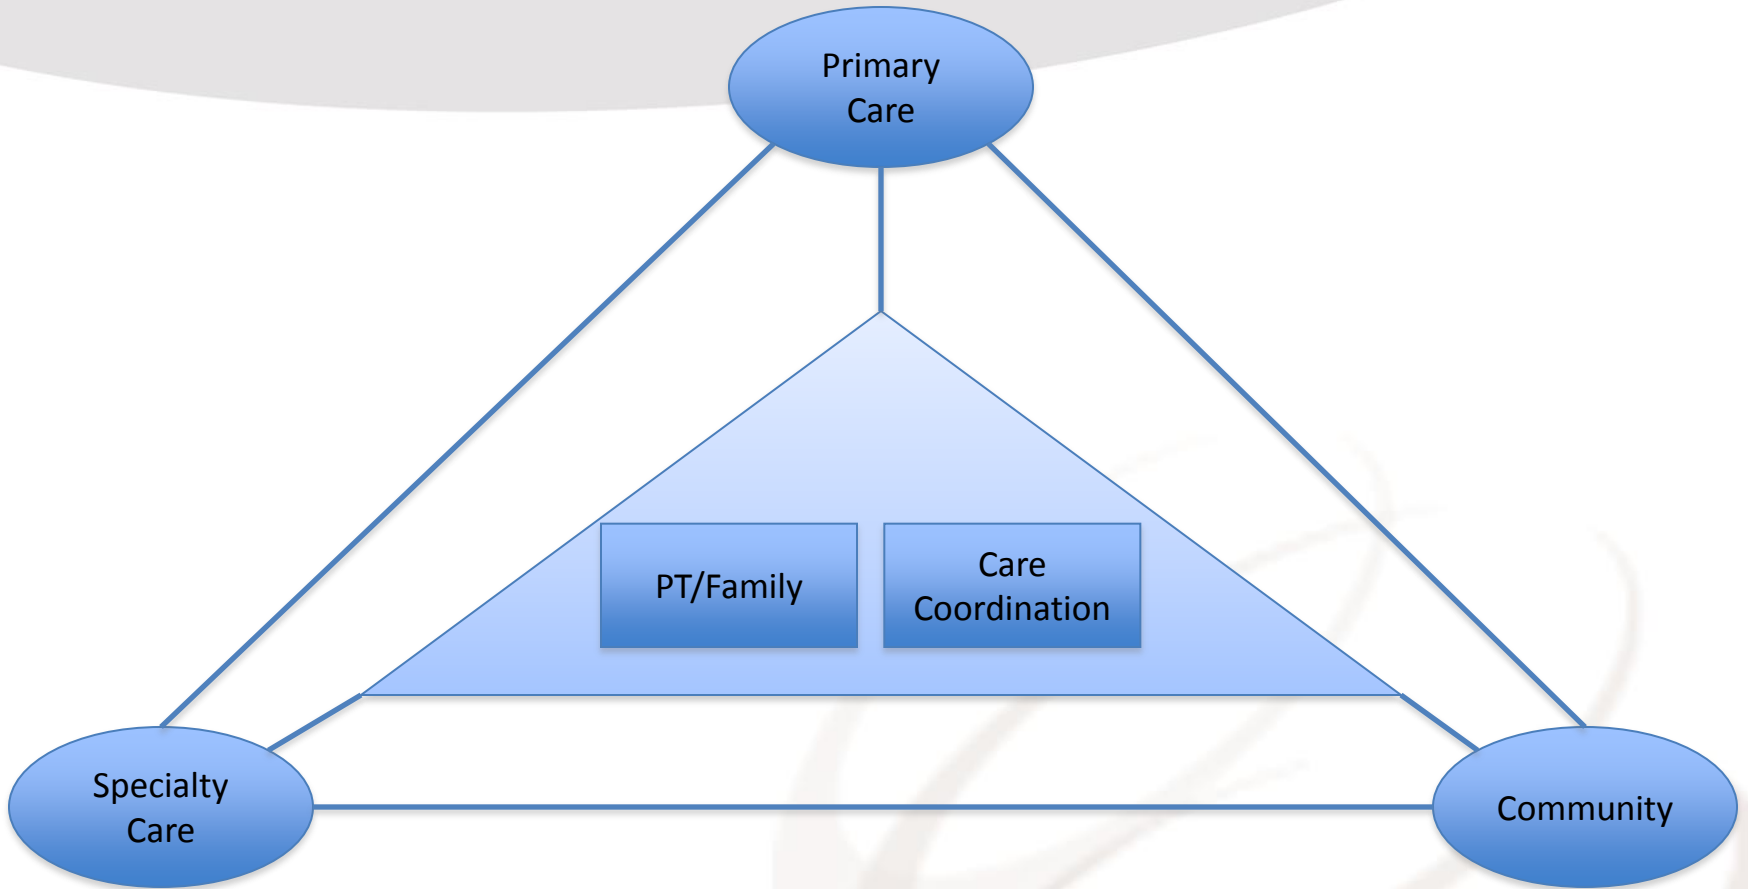 Primary
Care
PT/Family
Care
Coordination
Specialty
Care
Community